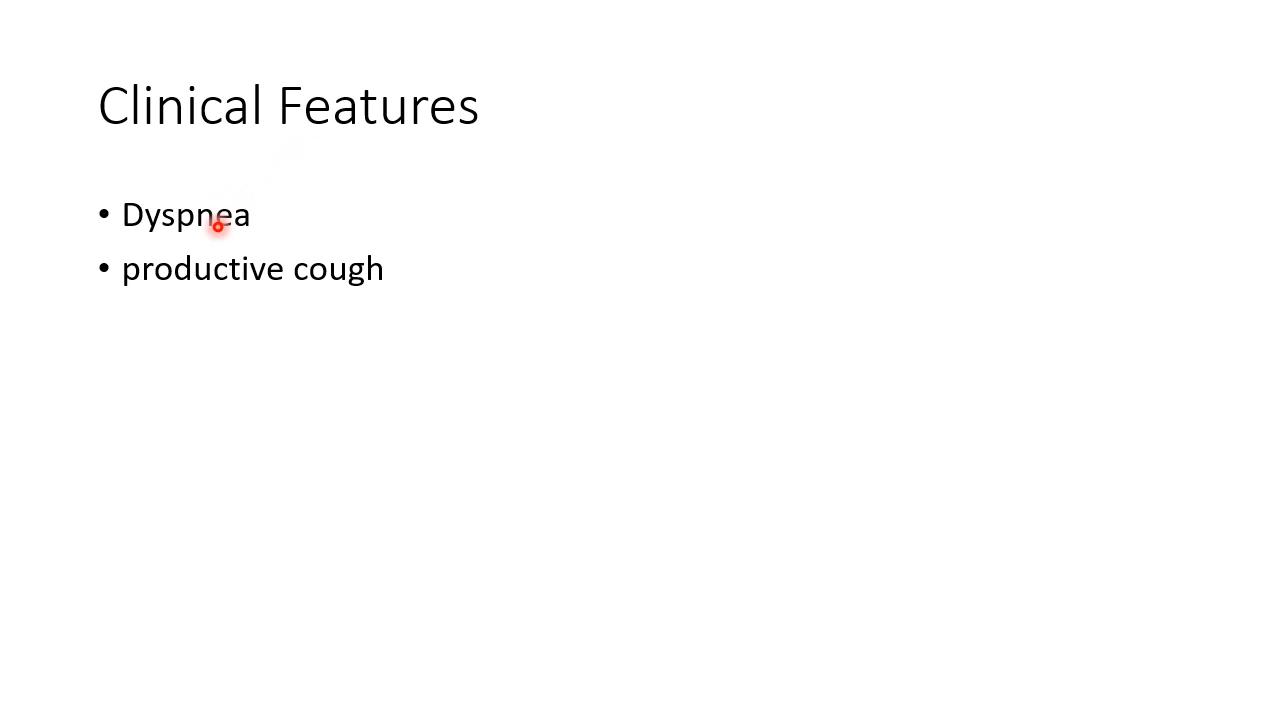 Clinical Features
• Dyspnea
• productive cough